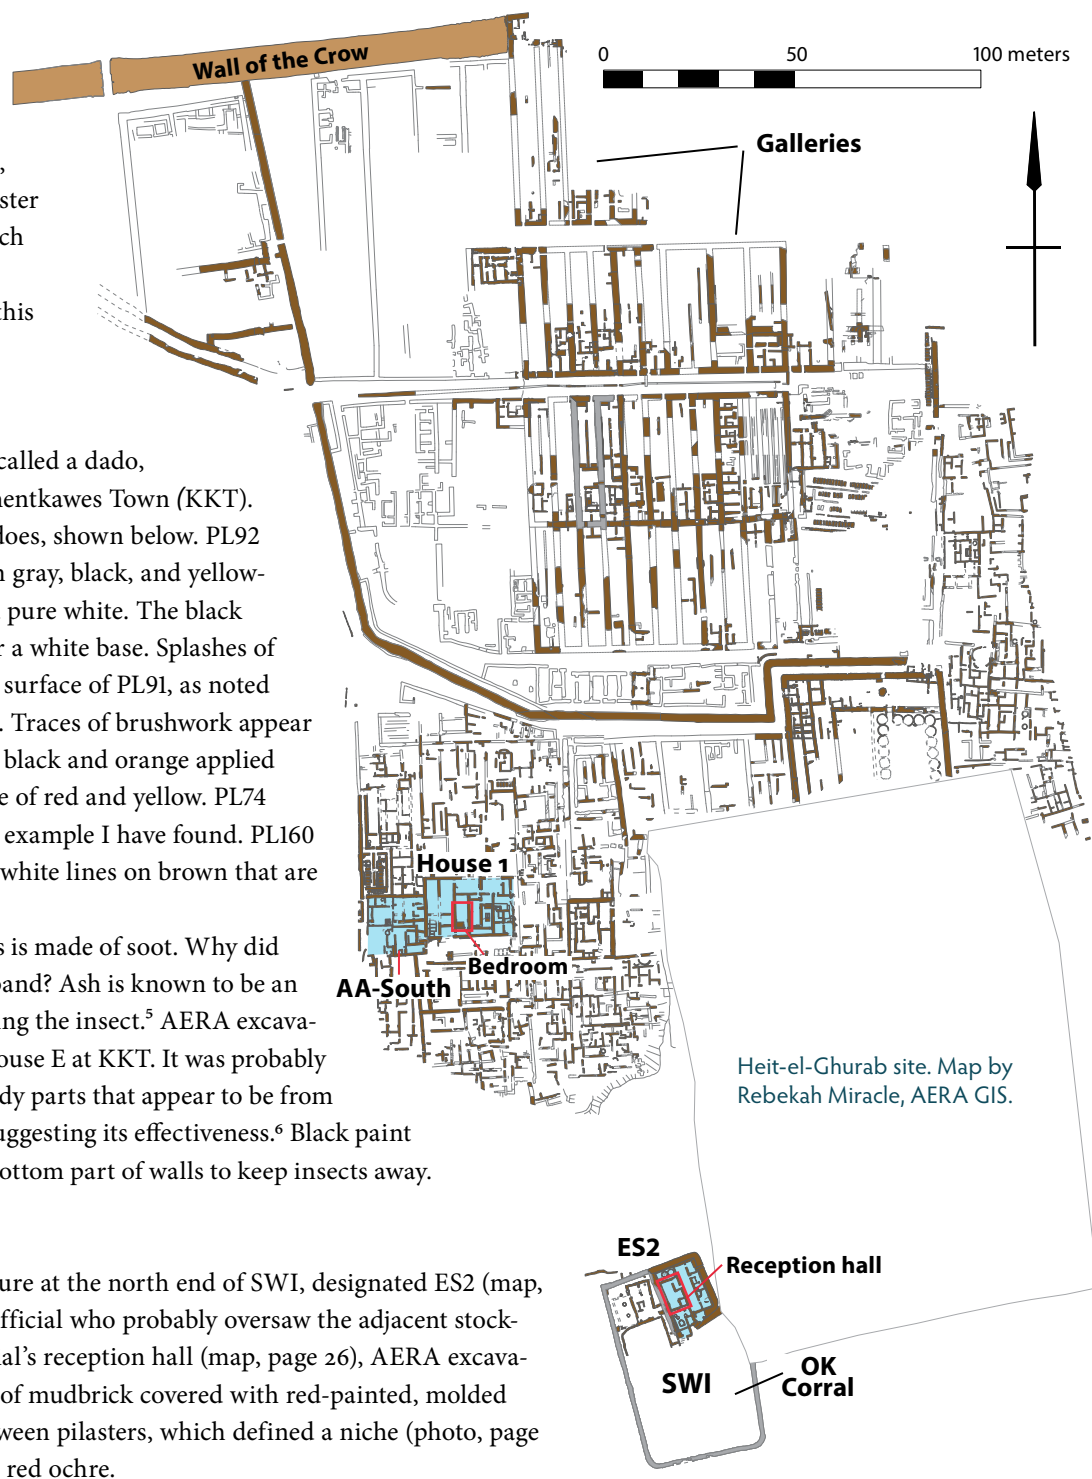 Wall of the Crow
0 50 100 meters
Galleries
,
ster
ch
this
called a dado,
nentkawes Town (KKT).
does, shown below. PL92
n gray, black, and yellow-
pure white. The black
r a white base. Splashes of
surface of PL91, as noted
. Traces of brushwork appear
black and orange applied
e of red and yellow. PL74
example I have found. PL160
white lines on brown that are
s is made of soot. Why did
band? Ash is known to be an
ing the insect.⁵ AERA excava-
ouse E at KKT. It was probably
dy parts that appear to be from
uggesting its effectiveness.⁶ Black paint
ottom part of walls to keep insects away.
House 1
Bedroom
AA-South
Heit-el-Ghurab site. Map by
Rebekah Miracle, AERA GIS.
ure at the north end of SWI, designated ES2 (map,
fficial who probably oversaw the adjacent stock-
al's reception hall (map, page 26), AERA excava-
of mudbrick covered with red-painted, molded
ween pilasters, which defined a niche (photo, page
red ochre.
ES2
Reception hall
SWI
OK
Corral